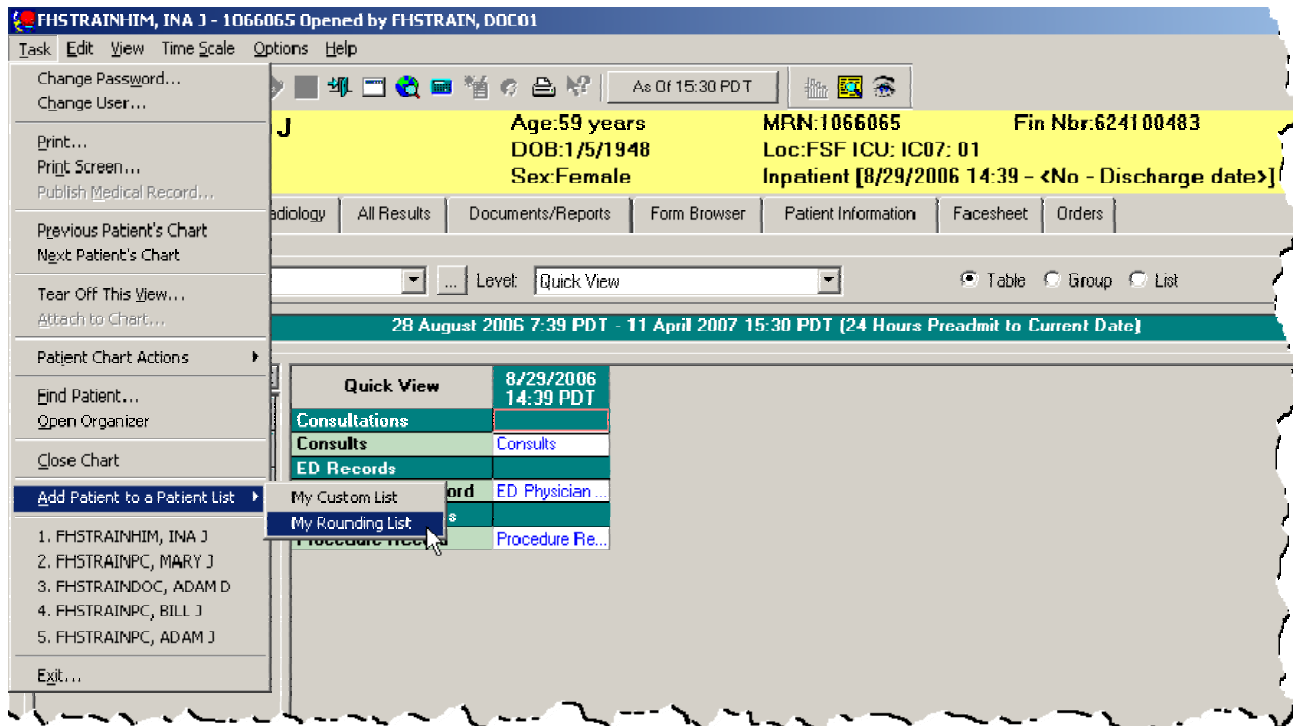 FHSTRAINHIM, INA J - 1066065 Opened by FHSTRAIN, DOC01
Task Edit View Time Scale Options Help
Change Password...
Change User...
Print...
Print Screen...
Publish Medical Record...
Previous Patient's Chart
Next Patient's Chart
Tear Off This View...
Attach to Chart...
Patient Chart Actions
Find Patient...
Open Organizer
Close Chart
Add Patient to a Patient List
1. FHSTRAINHIM, INA J
2. FHSTRAINPC, MARY J
3. FHSTRAINDOC, ADAM D
4. FHSTRAINPC, BILL J
5. FHSTRAINPC, ADAM J
Exit...
My Custom List
My Rounding List
As Of 15:30 PDT
J Age:59 years MRN:1066065 Fin Nbr:624100483
DOB:1/5/1948 Loc:FSF ICU; IC07; 01
Sex:Female Inpatient [8/29/2006 14:39 - <No - Discharge date>]
adiology All Results Documents/Reports Form Browser Patient Information Facesheet Orders
... Level: Quick View Table Group List
28 August 2006 7:39 PDT - 11 April 2007 15:30 PDT (24 Hours Preadmit to Current Date)
Quick View 8/29/2006
14:39 PDT
Consultations
Consults Consults
ED Records
ord ED Physician ...
s
Procedure Record Procedure Re...